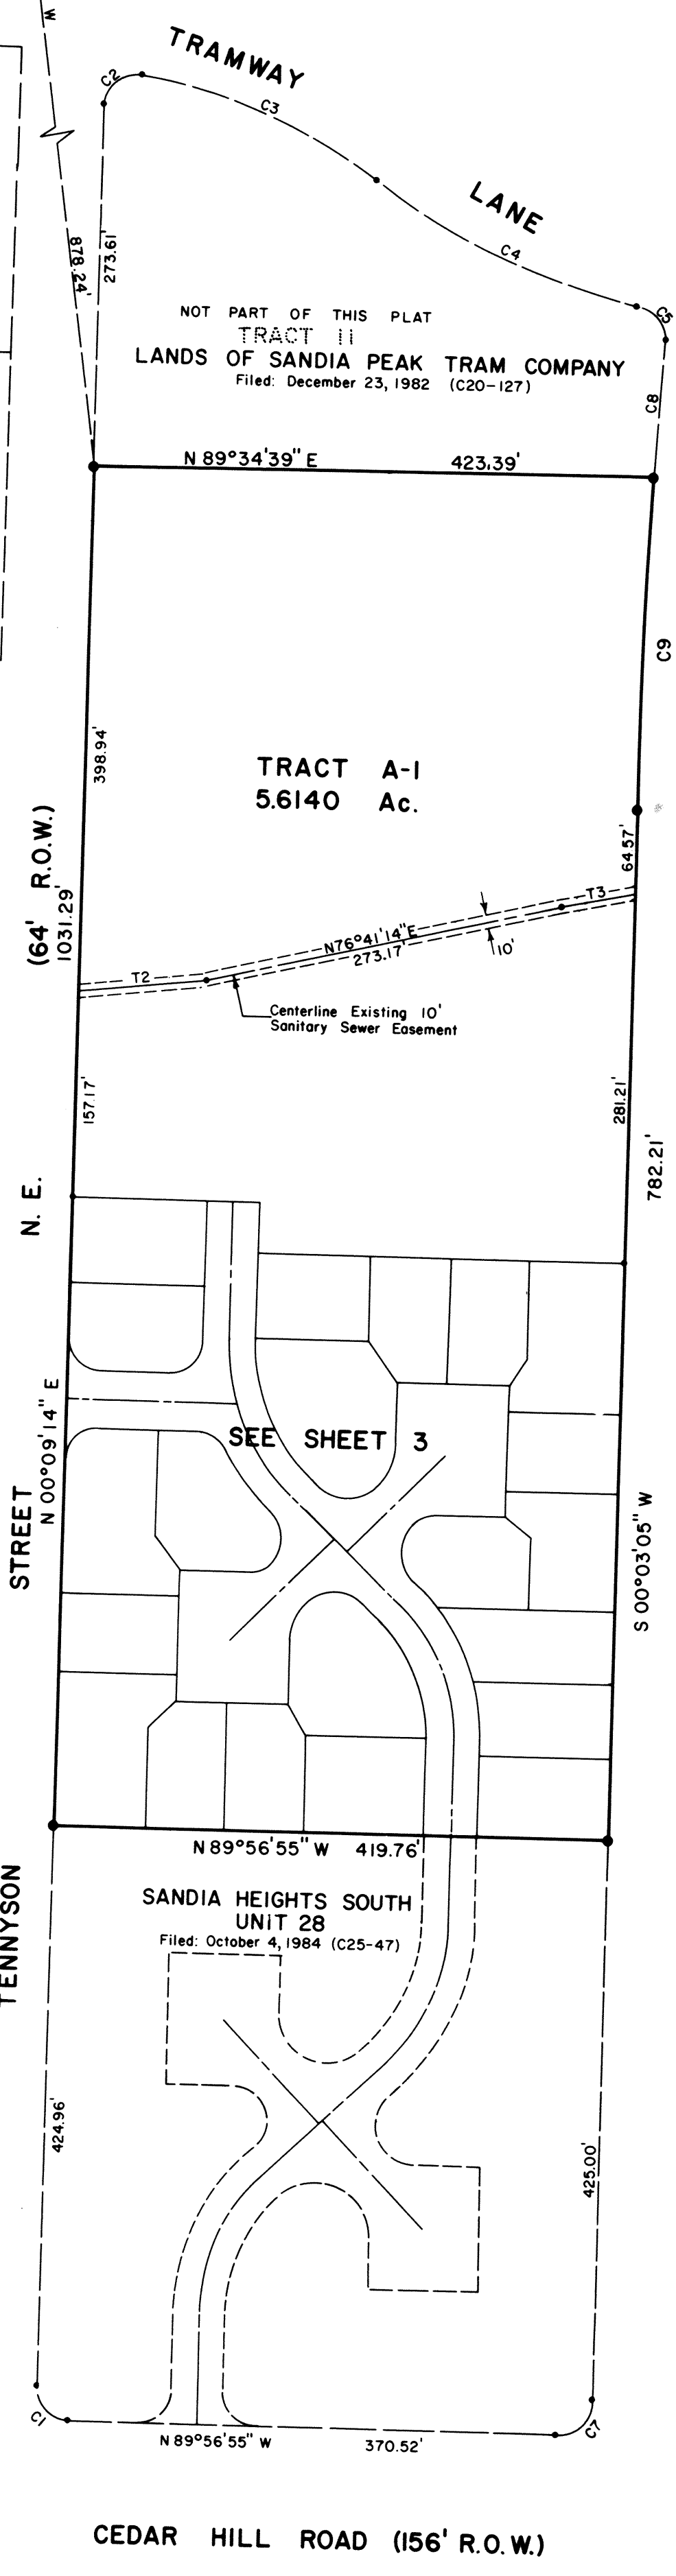 W
TRAMWAY
C2
C3
LANE
C4
C5
878.24'
273.61'
NOT PART OF THIS PLAT
TRACT 11
LANDS OF SANDIA PEAK TRAM COMPANY
Filed: December 23, 1982 (C20-127)
C8
N 89°34'39" E 423.39'
C9
398.94'
TRACT A-1
5.6140 Ac.
(64' R.O.W.)
1031.29'
64.57'
T3
N76°41'14"E
273.17'
10'
T2
Centerline Existing 10'
Sanitary Sewer Easement
157.17'
281.21'
782.21'
N. E.
SEE SHEET 3
N 00°09'14" E
STREET
S 00°03'05" W
N 89°56'55" W 419.76'
TENNYSON
SANDIA HEIGHTS SOUTH
UNIT 28
Filed: October 4, 1984 (C25-47)
424.96'
425.00'
C1
C7
N 89°56'55" W 370.52'
CEDAR HILL ROAD (156' R.O.W.)